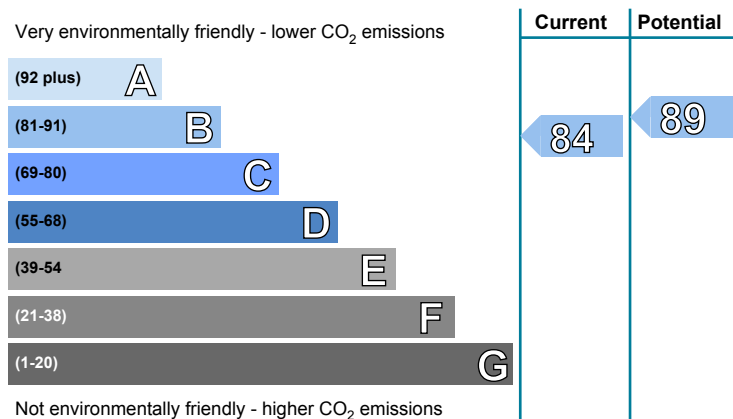 Current Potential
Very environmentally friendly - lower CO₂ emissions
(92 plus) A
(81-91) B
84 89
(69-80) C
(55-68) D
(39-54 E
(21-38) F
(1-20) G
Not environmentally friendly - higher CO₂ emissions